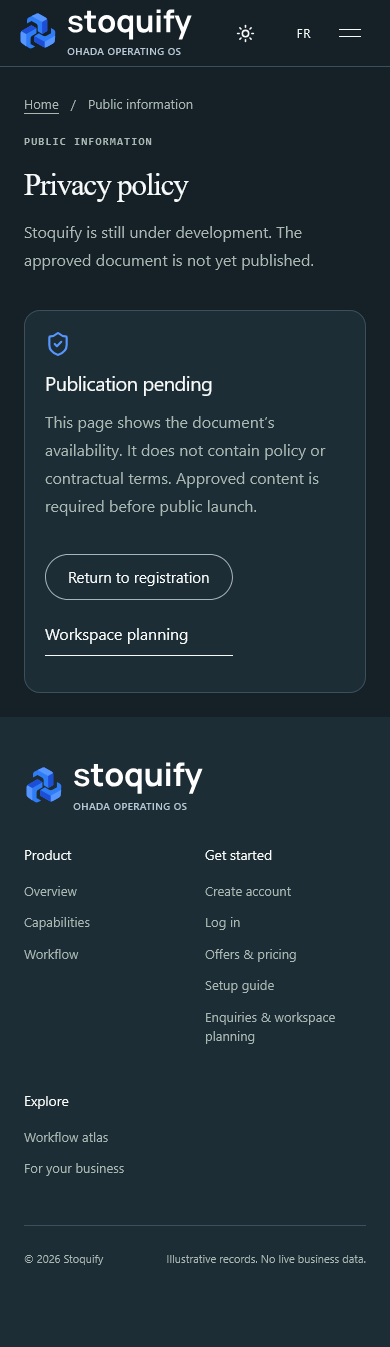 stoquify
OHADA OPERATING OS
FR
Home / Public information
PUBLIC INFORMATION
Privacy policy
Stoquify is still under development. The
approved document is not yet published.
Publication pending
This page shows the document’s
availability. It does not contain policy or
contractual terms. Approved content is
required before public launch.
Return to registration
Workspace planning
stoquify
OHADA OPERATING OS
Product
Overview
Capabilities
Workflow
Get started
Create account
Log in
Offers & pricing
Setup guide
Enquiries & workspace
planning
Explore
Workflow atlas
For your business
© 2026 Stoquify
Illustrative records. No live business data.